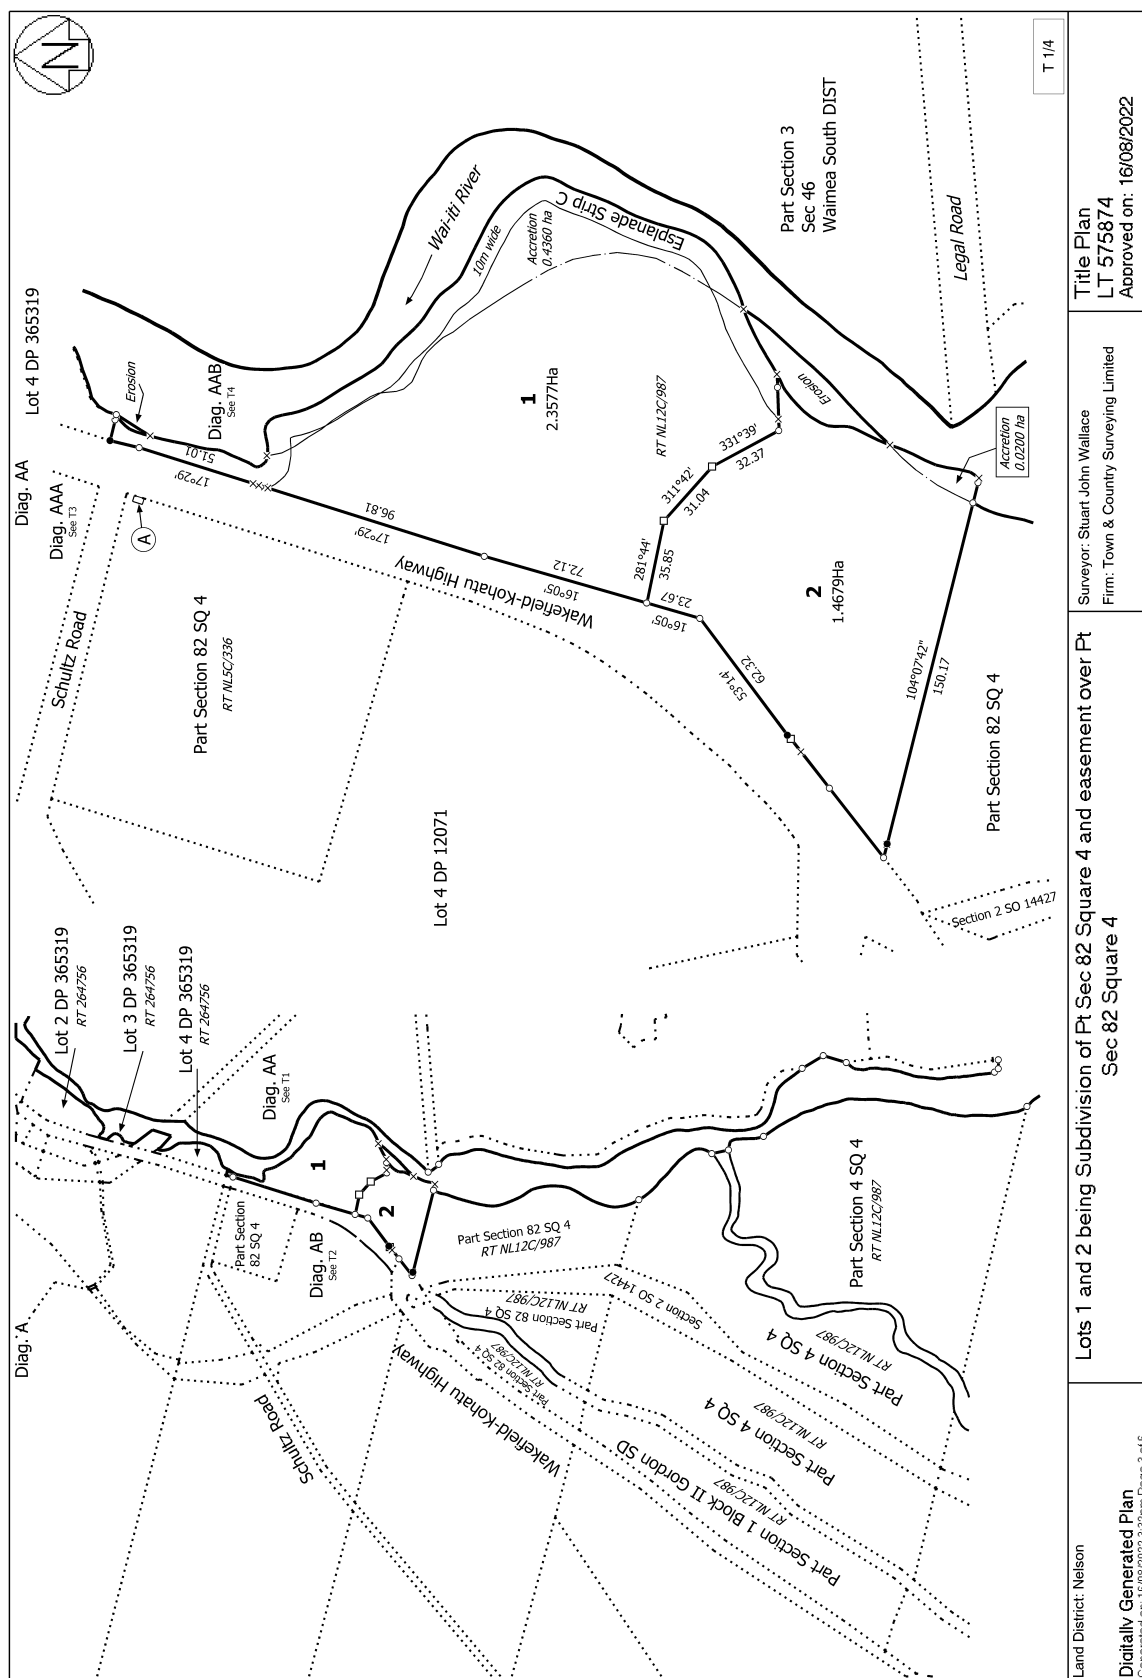 N
T 1/4
Lot 4 DP 365319
Diag. AA
Diag. AAA
See T3
Diag. AAB
See T4
Erosion
17°29'
51.01
A
Schultz Road
Part Section 82 SQ 4
RT NL5C/336
17°29'
96.81
Wakefield-Kohatu Highway
16°05'
72.12
Wai-iti River
10m wide
Accretion
0.4360 ha
Esplanade Strip C
1
2.3577Ha
RT NL12C/987
Part Section 3
Sec 46
Waimea South DIST
Legal Road
Erosion
Accretion
0.0200 ha
331°39'
32.37
311°42'
31.04
281°44'
35.85
16°05'
23.67
53°14'
62.32
2
1.4679Ha
104°07'42"
150.17
Part Section 82 SQ 4
Lot 4 DP 12071
Section 2 SO 14427
Diag. A
Lot 2 DP 365319
RT 264756
Lot 3 DP 365319
RT 264756
Lot 4 DP 365319
RT 264756
Diag. AA
See T1
Part Section
82 SQ 4
Diag. AB
See T2
1
2
Part Section 82 SQ 4
RT NL12C/987
Part Section 82 SQ 4
RT NL12C/987
Part Section 82 SQ 4
RT NL12C/987
Section 2 SO 14427
Part Section 4 SQ 4
RT NL12C/987
Part Section 4 SQ 4
RT NL12C/987
Part Section 4 SQ 4
RT NL12C/987
Part Section 1 Block II Gordon SD
RT NL12C/987
Wakefield-Kohatu Highway
Schultz Road
Land District: Nelson
Digitally Generated Plan
Lots 1 and 2 being Subdivision of Pt Sec 82 Square 4 and easement over Pt
Sec 82 Square 4
Surveyor: Stuart John Wallace
Firm: Town & Country Surveying Limited
Title Plan
LT 575874
Approved on: 16/08/2022